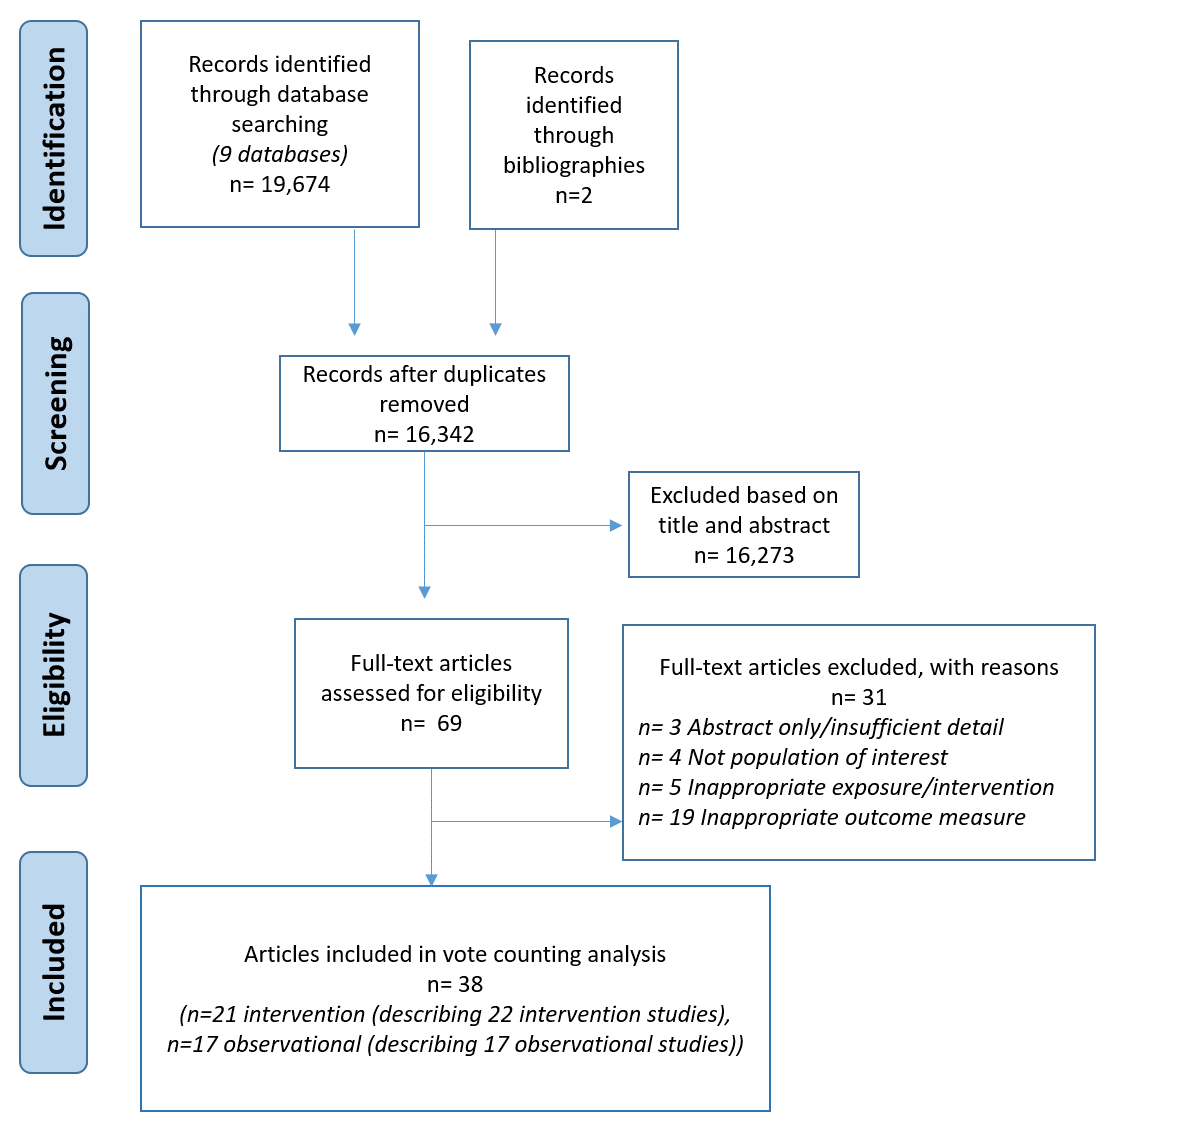 Identification
Records identified
through database
searching
(9 databases)
n= 19,674
Records
identified
through
bibliographies
n=2
Screening
Records after duplicates
removed
n= 16,342
Excluded based on
title and abstract
n= 16,273
Eligibility
Full-text articles
assessed for eligibility
n=  69
Full-text articles excluded, with reasons
n= 31
n= 3 Abstract only/insufficient detail
n= 4 Not population of interest
n= 5 Inappropriate exposure/intervention
n= 19 Inappropriate outcome measure
Included
Articles included in vote counting analysis
n= 38
(n=21 intervention (describing 22 intervention studies),
n=17 observational (describing 17 observational studies))